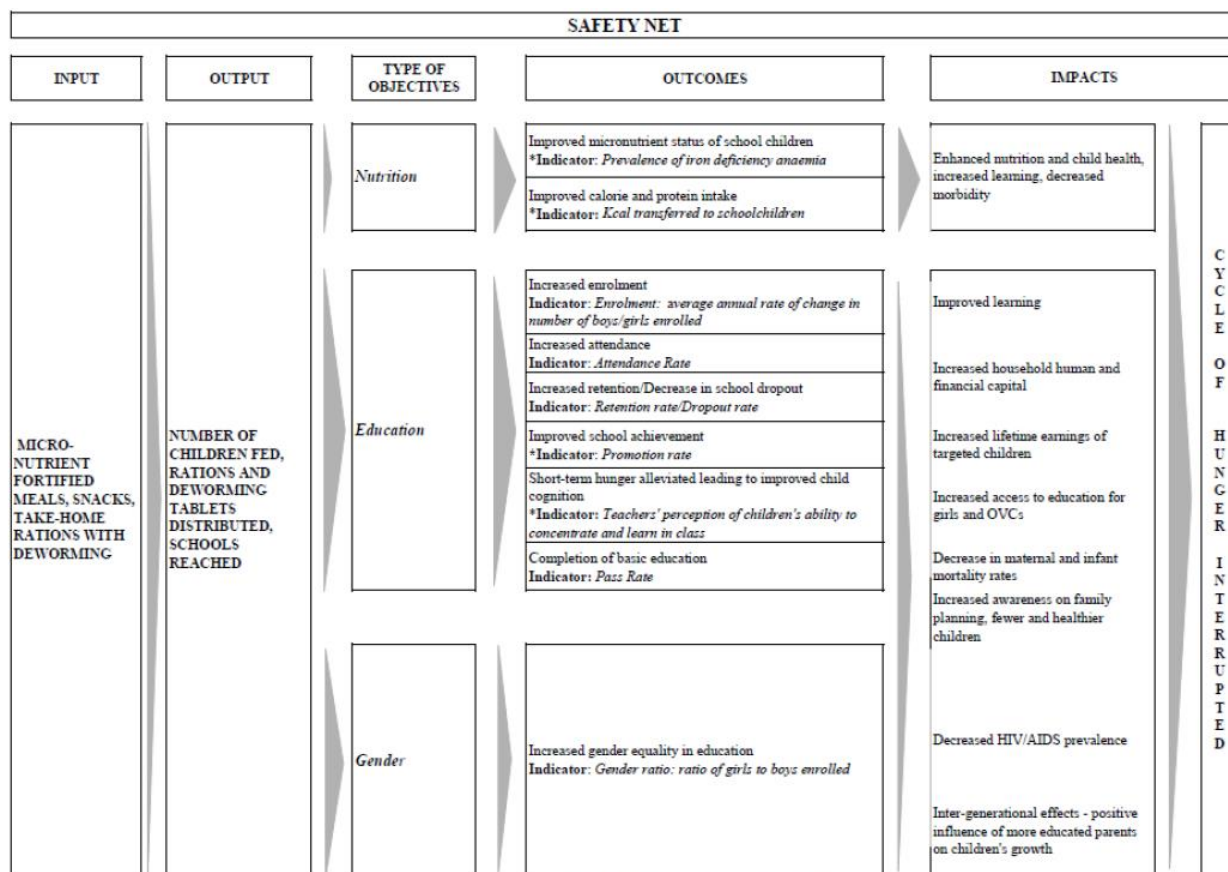 SAFETY NET
INPUT
OUTPUT
TYPE OF
OBJECTIVES
OUTCOMES
IMPACTS
MICRO-
NUTRIENT
FORTIFIED
MEALS, SNACKS,
TAKE-HOME
RATIONS WITH
DEWORMING
NUMBER OF
CHILDREN FED,
RATIONS AND
DEWORMING
TABLETS
DISTRIBUTED,
SCHOOLS
REACHED
Nutrition
Improved micronutrient status of school children
*Indicator: Prevalence of iron deficiency anaemia
Improved calorie and protein intake
*Indicator: Kcal transferred to schoolchildren
Enhanced nutrition and child health,
increased learning, decreased
morbidity
Education
Increased enrolment
Indicator: Enrolment: average annual rate of change in
number of boys/girls enrolled
Increased attendance
Indicator: Attendance Rate
Increased retention/Decrease in school dropout
Indicator: Retention rate/Dropout rate
Improved school achievement
*Indicator: Promotion rate
Short-term hunger alleviated leading to improved child
cognition
*Indicator: Teachers' perception of children's ability to
concentrate and learn in class
Completion of basic education
Indicator: Pass Rate
Gender
Increased gender equality in education
Indicator: Gender ratio: ratio of girls to boys enrolled
Improved learning
Increased household human and
financial capital
Increased lifetime earnings of
targeted children
Increased access to education for
girls and OVCs
Decrease in maternal and infant
mortality rates
Increased awareness on family
planning, fewer and healthier
children
Decreased HIV/AIDS prevalence
Inter-generational effects - positive
influence of more educated parents
on children's growth
CYCLE OF HUNGER INTERRUPTED